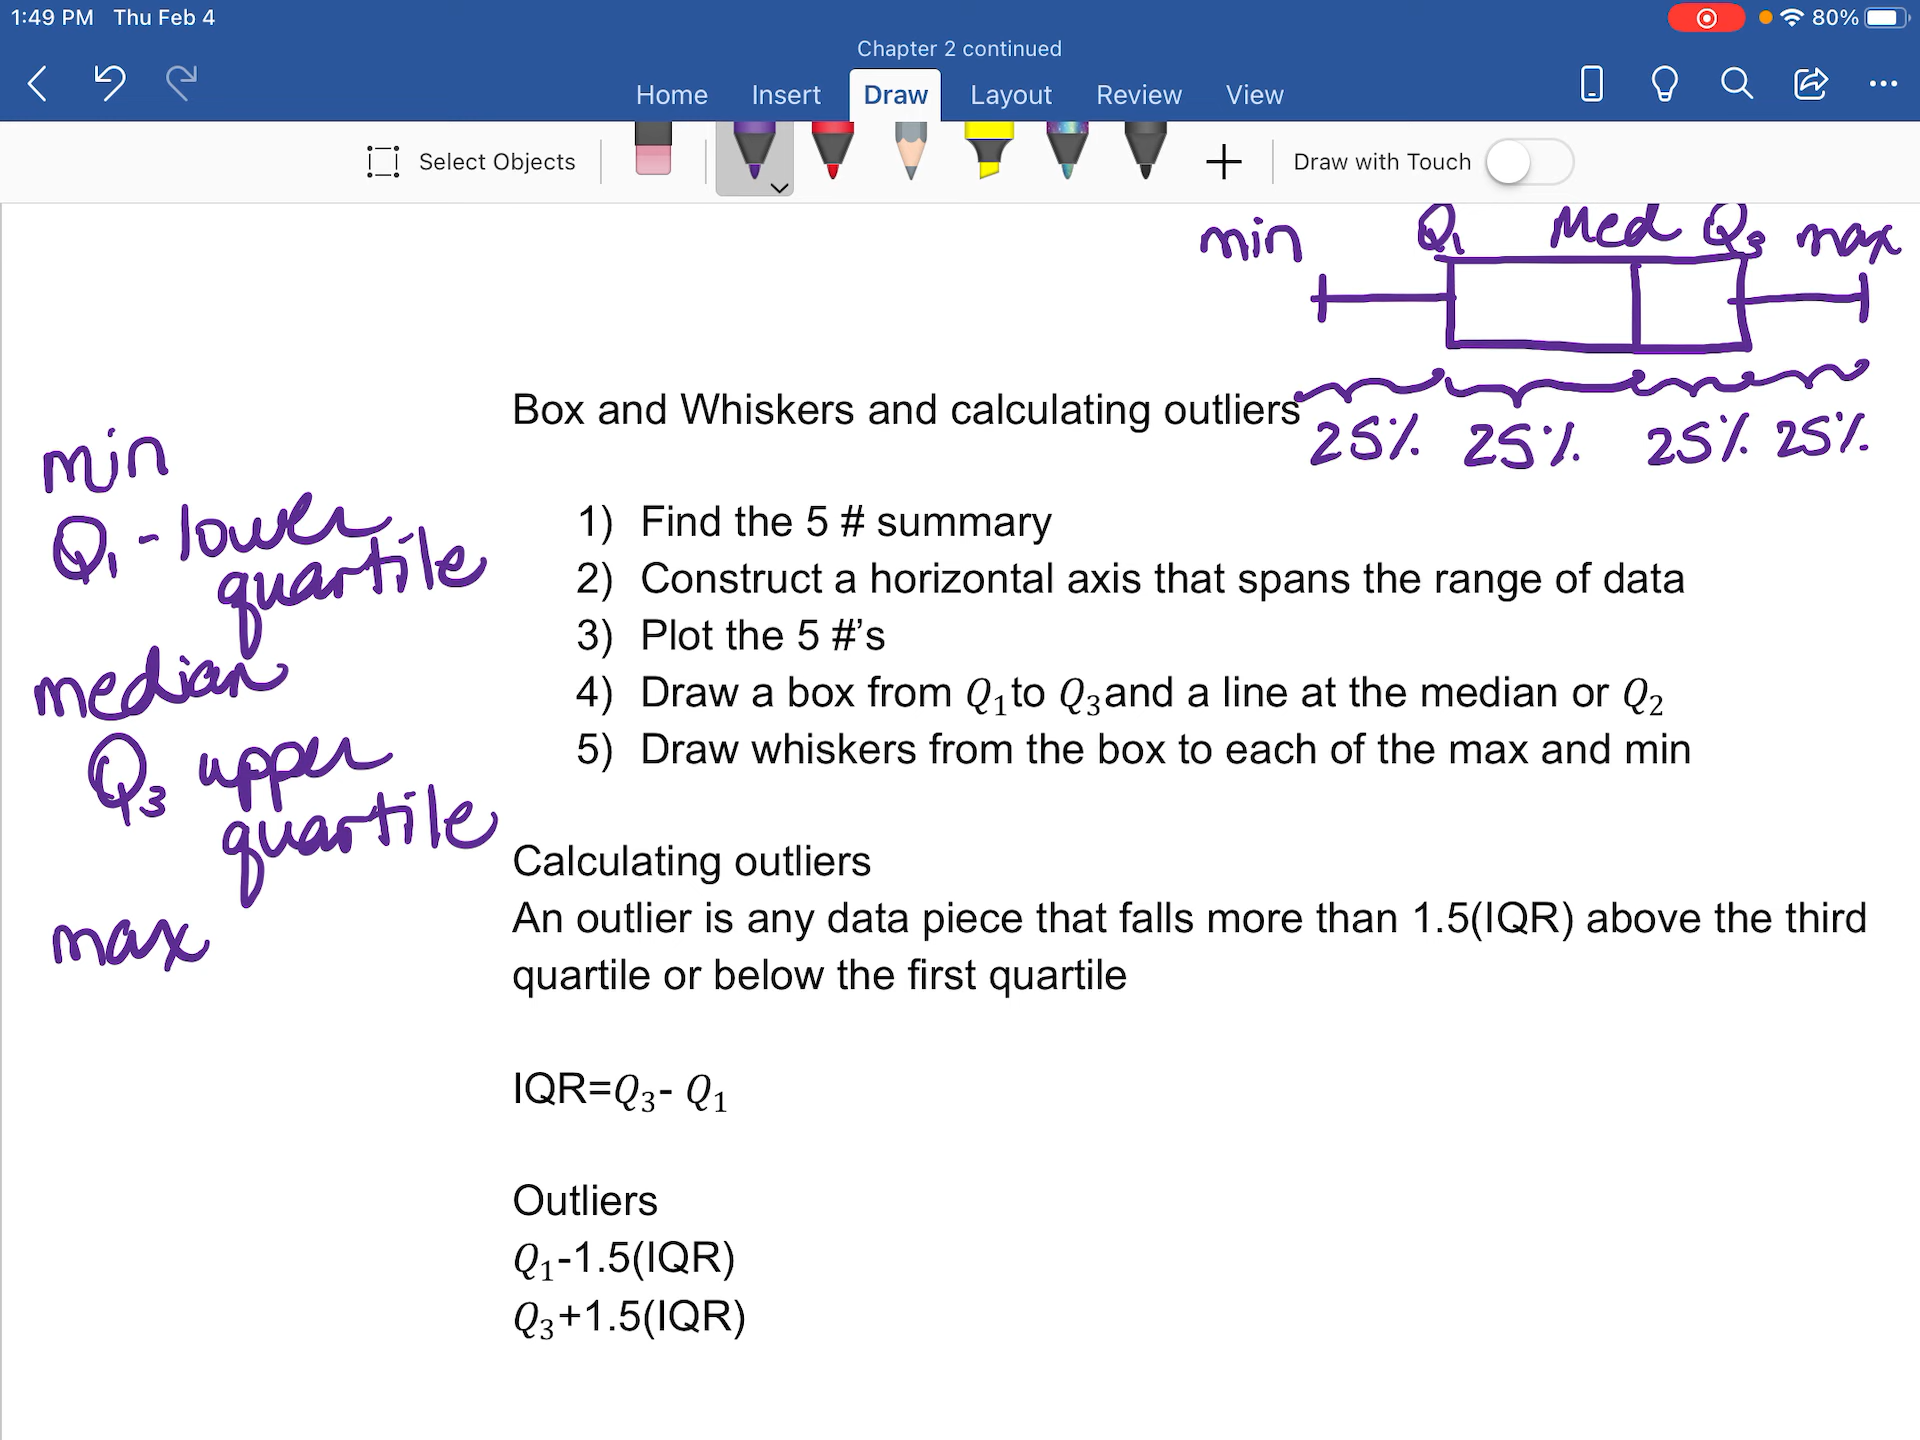 1:49 PM Thu Feb 4
80%
Chapter 2 continued
Home Insert Draw Layout Review View
Select Objects
Draw with Touch
min Q1 Med Q3 max
Box and Whiskers and calculating outliers
25% 25% 25% 25%
min
Q1 - lower
quartile
median
Q3 upper
quartile
max
1) Find the 5 # summary
2) Construct a horizontal axis that spans the range of data
3) Plot the 5 #’s
4) Draw a box from Q₁to Q₃and a line at the median or Q₂
5) Draw whiskers from the box to each of the max and min
Calculating outliers
An outlier is any data piece that falls more than 1.5(IQR) above the third
quartile or below the first quartile
IQR=Q₃- Q₁
Outliers
Q₁-1.5(IQR)
Q₃+1.5(IQR)